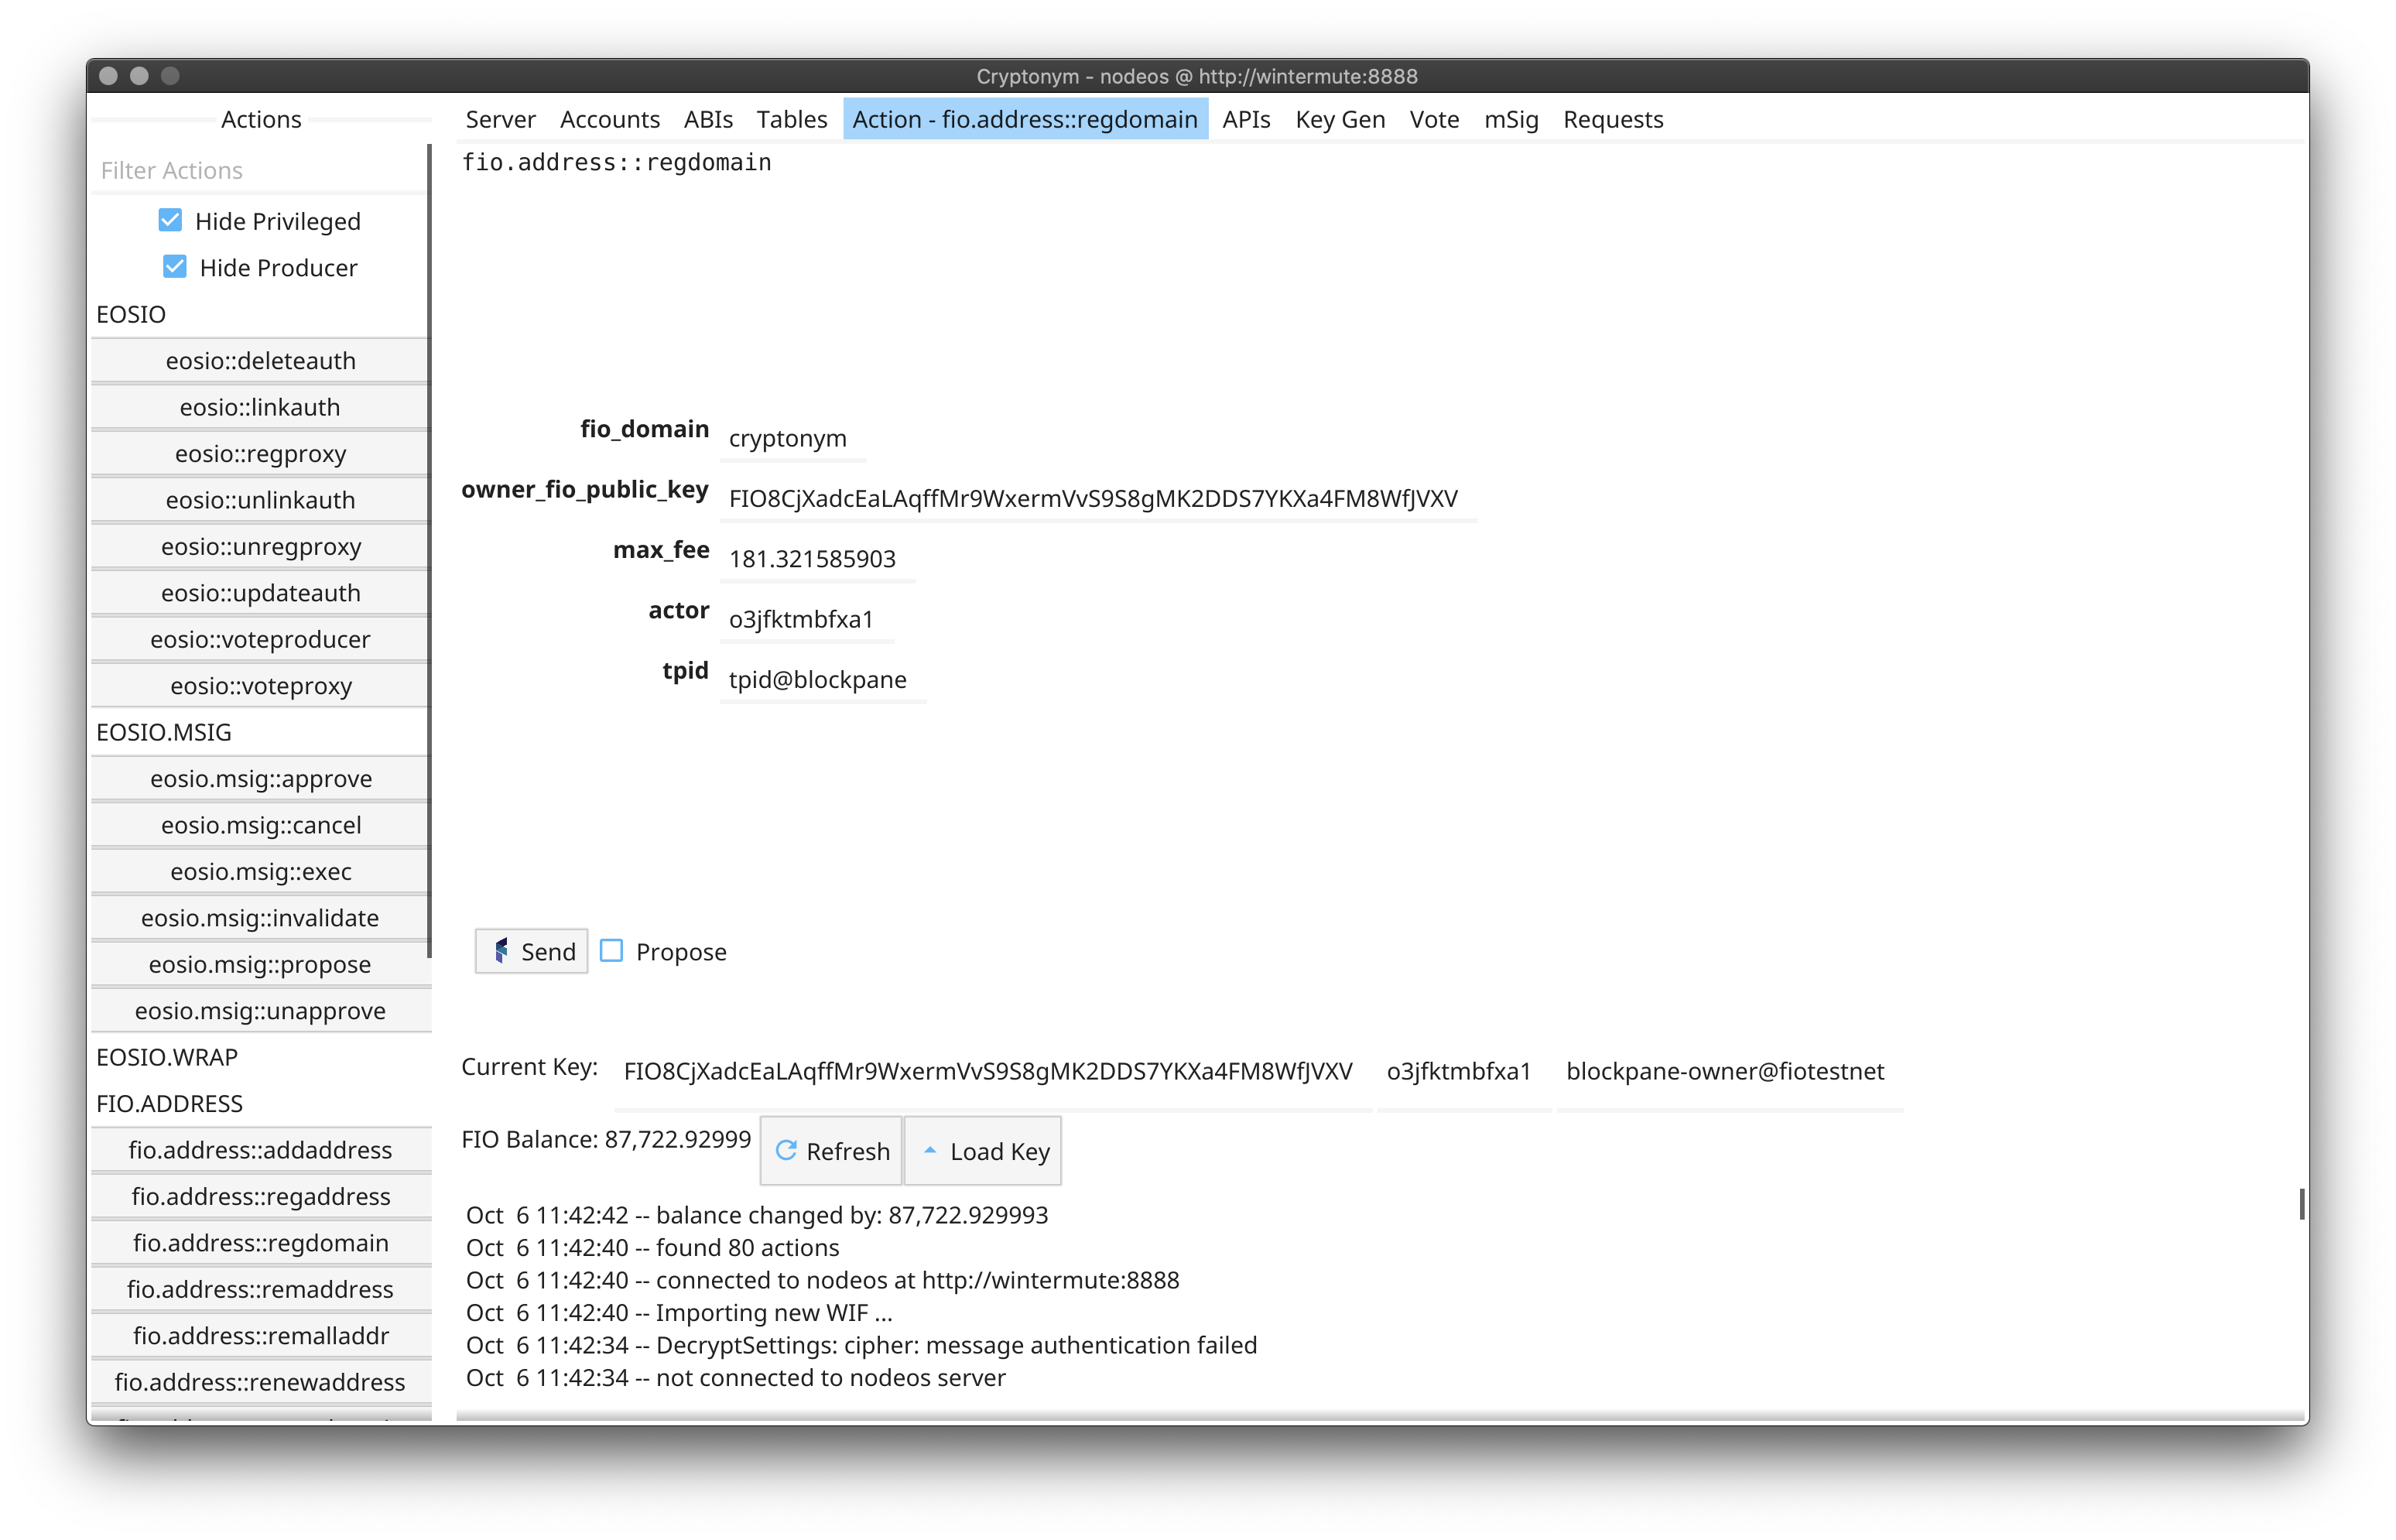 Cryptonym - nodeos @ http://wintermute:8888
Actions
Filter Actions
Hide Privileged
Hide Producer
EOSIO
eosio::deleteauth
eosio::linkauth
eosio::regproxy
eosio::unlinkauth
eosio::unregproxy
eosio::updateauth
eosio::voteproducer
eosio::voteproxy
EOSIO.MSIG
eosio.msig::approve
eosio.msig::cancel
eosio.msig::exec
eosio.msig::invalidate
eosio.msig::propose
eosio.msig::unapprove
EOSIO.WRAP
FIO.ADDRESS
fio.address::addaddress
fio.address::regaddress
fio.address::regdomain
fio.address::remaddress
fio.address::remalladdr
fio.address::renewaddress
Server Accounts ABIs Tables Action - fio.address::regdomain APIs Key Gen Vote mSig Requests
fio.address::regdomain
fio_domain cryptonym
owner_fio_public_key FIO8CjXadcEaLAqffMr9WxermVvS9S8gMK2DDS7YKXa4FM8WfJVXV
max_fee 181.321585903
actor o3jfktmbfxa1
tpid tpid@blockpane
Send Propose
Current Key: FIO8CjXadcEaLAqffMr9WxermVvS9S8gMK2DDS7YKXa4FM8WfJVXV o3jfktmbfxa1 blockpane-owner@fiotestnet
FIO Balance: 87,722.92999 Refresh Load Key
Oct  6 11:42:42 -- balance changed by: 87,722.929993
Oct  6 11:42:40 -- found 80 actions
Oct  6 11:42:40 -- connected to nodeos at http://wintermute:8888
Oct  6 11:42:40 -- Importing new WIF ...
Oct  6 11:42:34 -- DecryptSettings: cipher: message authentication failed
Oct  6 11:42:34 -- not connected to nodeos server